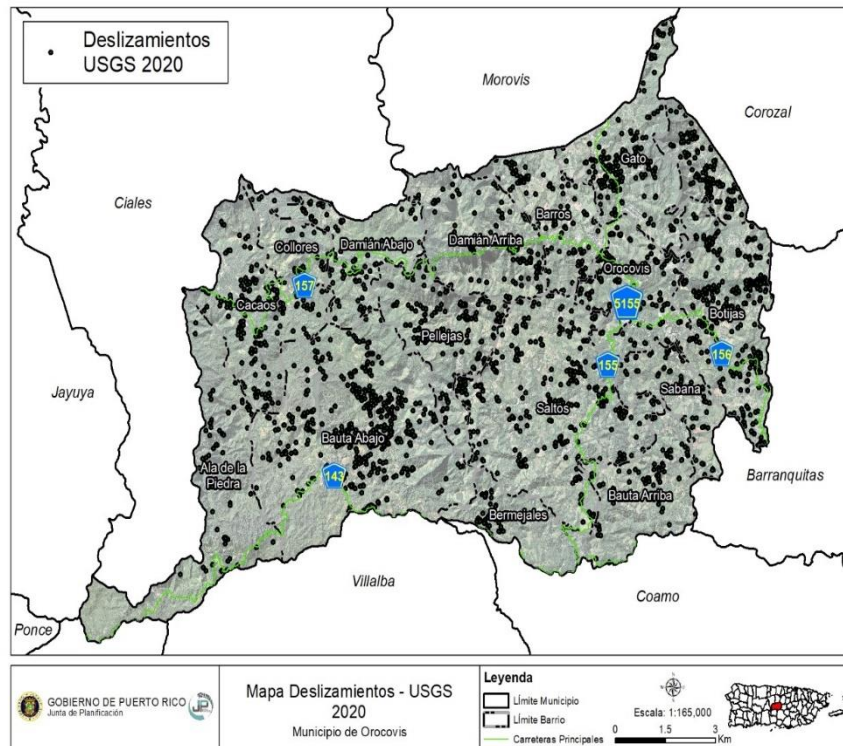 Deslizamientos
USGS 2020
Morovis
Corozal
Ciales
Gato
Barros
Collores
Damián Abajo
Damián Arriba
Orocovis
157
5155
Cacaos
Botijas
Pellejas
156
155
Jayuya
Sabana
Saltos
Bauta Abajo
Ala de la
Piedra
143
Barranquitas
Bauta Arriba
Bermejales
Villalba
Coamo
Ponce
GOBIERNO DE PUERTO RICO
Junta de Planificación
JP
Mapa Deslizamientos - USGS
2020
Municipio de Orocovis
Leyenda
Límite Municipio
Límite Barrio
Carreteras Principales
Escala: 1:165,000
0 1.5 3
Km